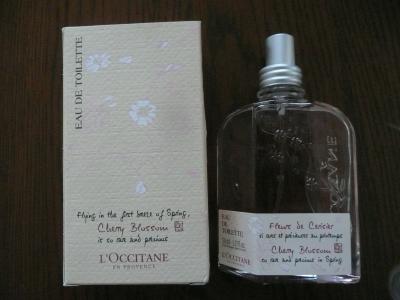 EAU DE TOILETTE
Flying in the first breeze of Spring,
Cherry Blossom
is so rare and precious
L'OCCITANE
EN PROVENCE
EAU
DE
TOILETTE
Fleurs de Cerisier
si rares et précieuses au printemps
Cherry Blossom
so rare and precious in Spring